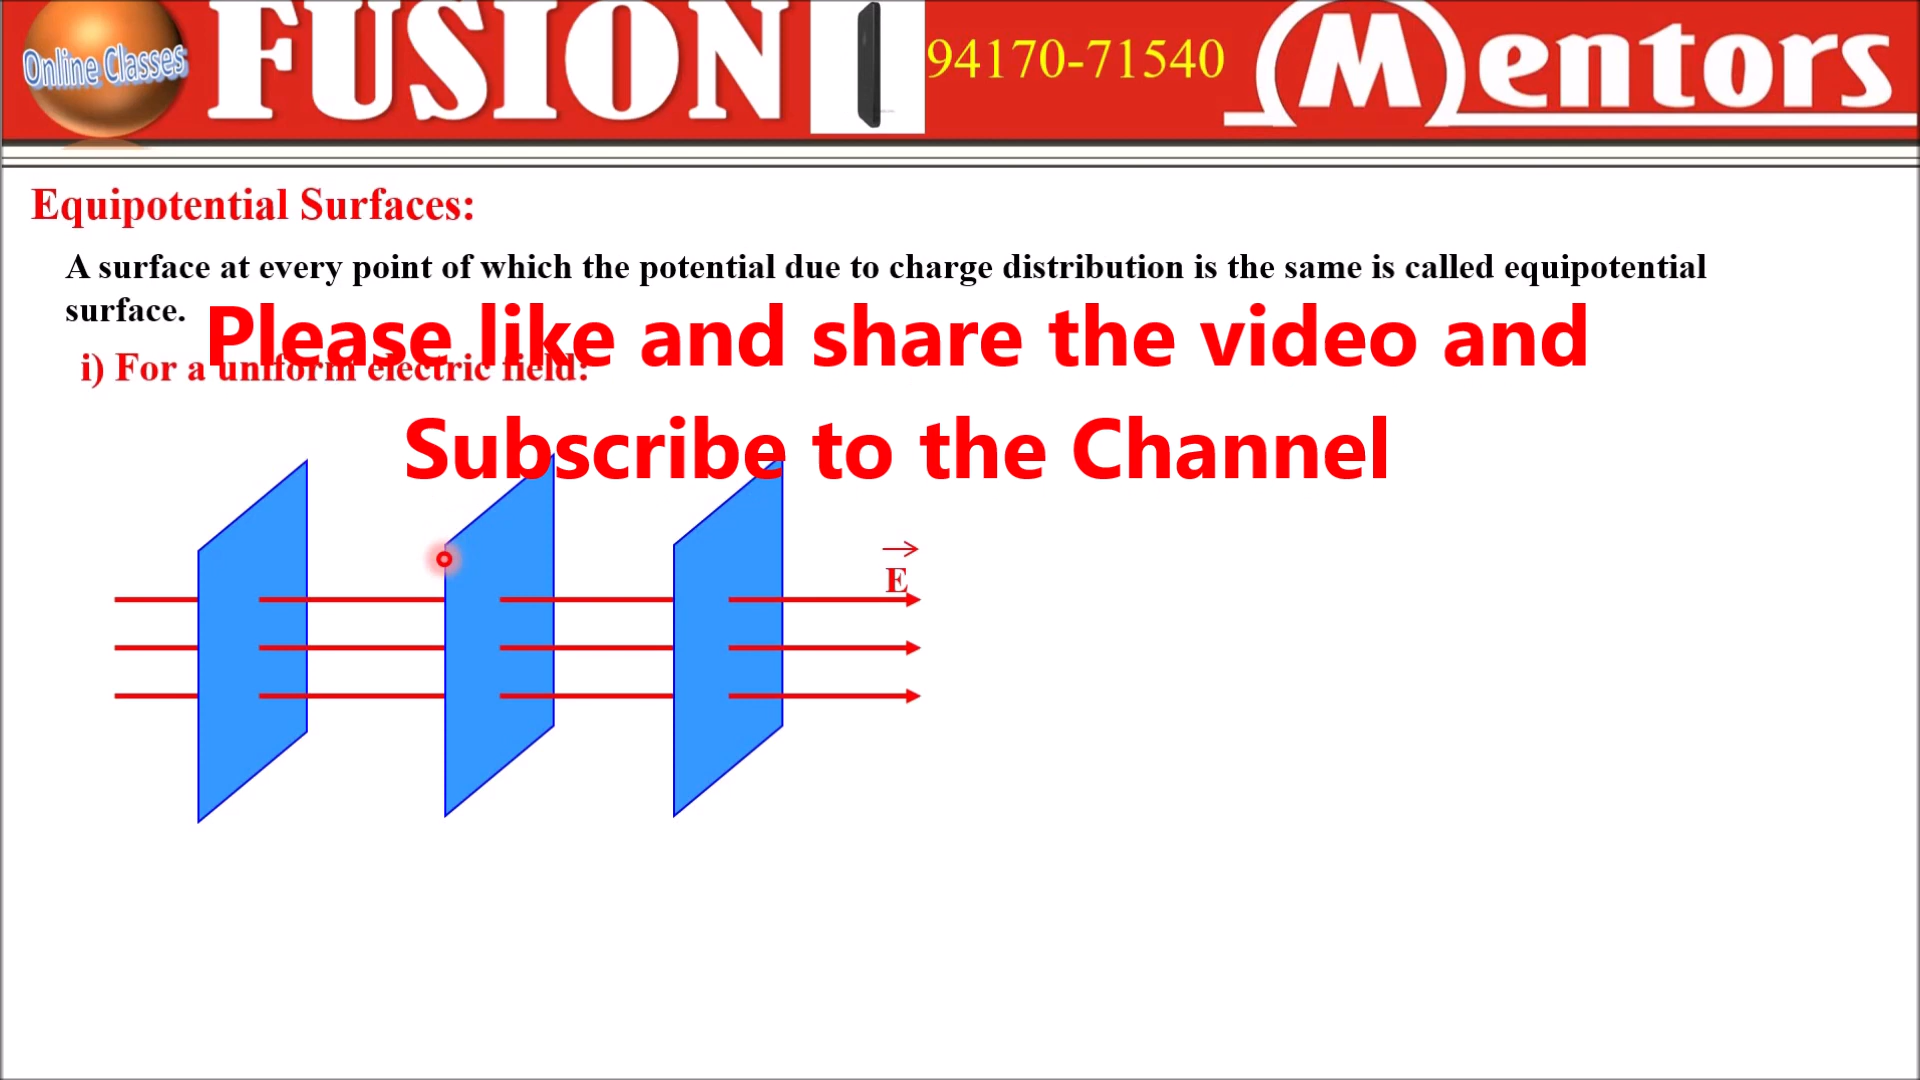 Online Classes
FUSION
94170-71540
Mentors
Equipotential Surfaces:
A surface at every point of which the potential due to charge distribution is the same is called equipotential
surface.
Please like and share the video and
i) For a uniform electric field:
Subscribe to the Channel
E